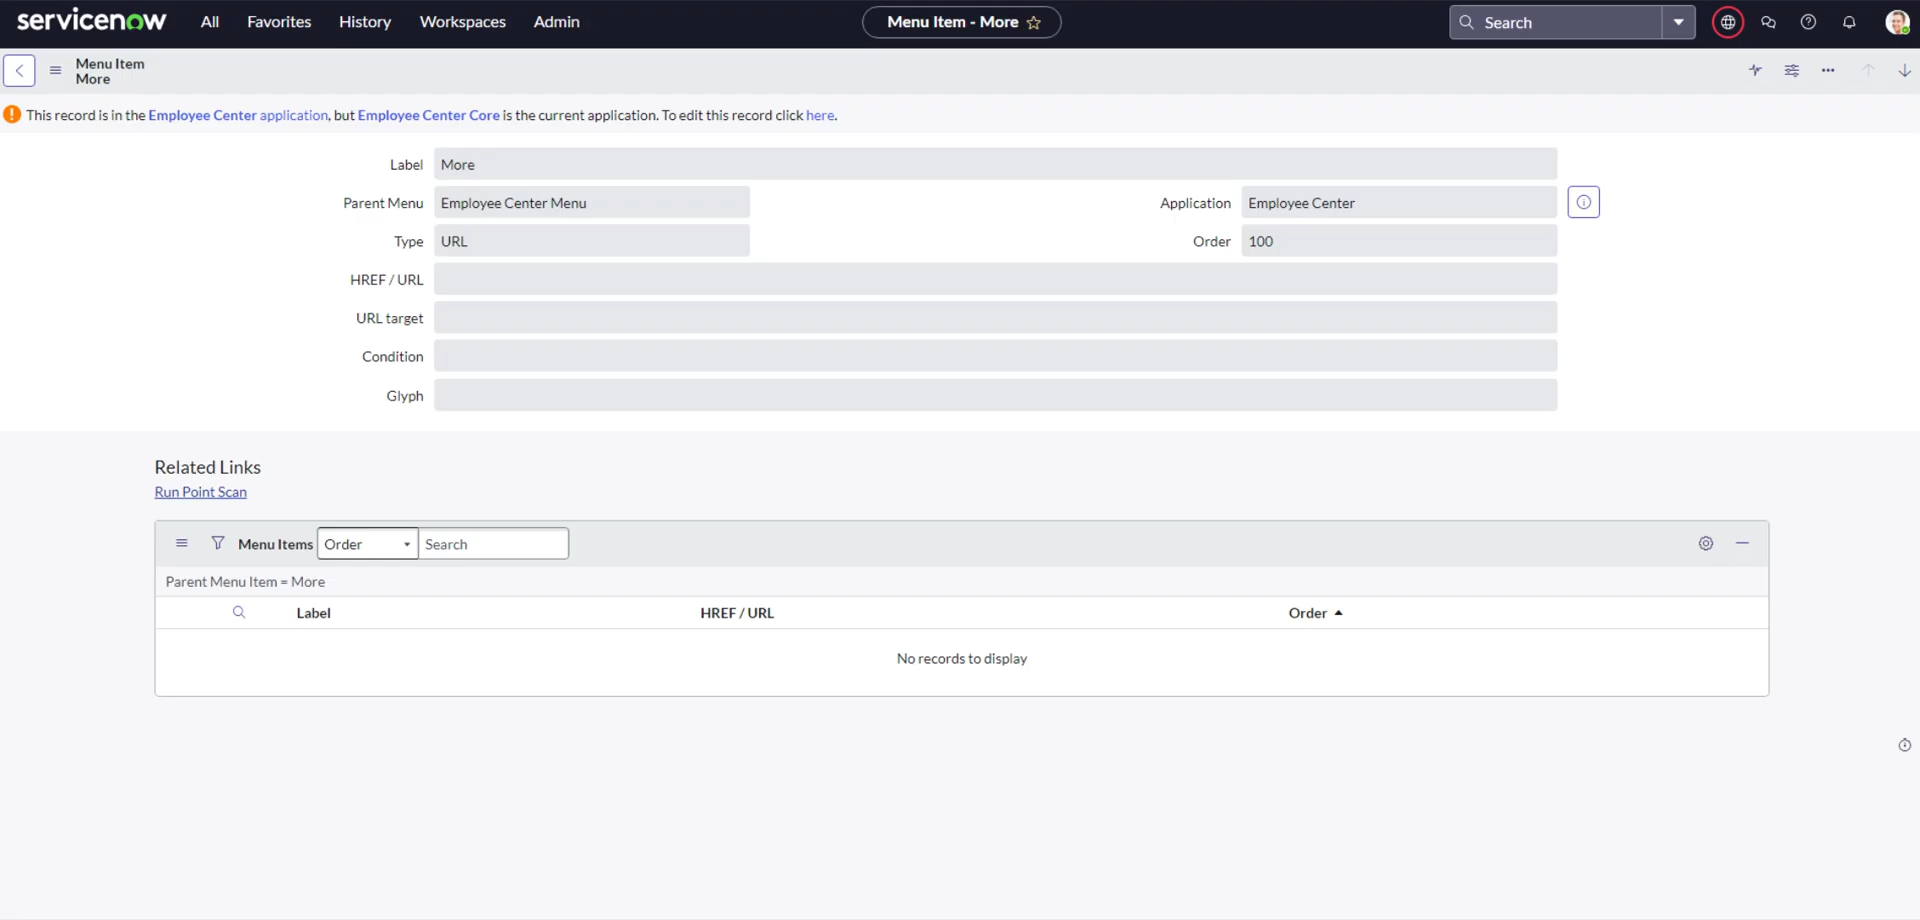 servicenow All Favorites History Workspaces Admin Menu Item - More Search
Menu Item
More
This record is in the Employee Center application, but Employee Center Core is the current application. To edit this record click here.
Label More
Parent Menu Employee Center Menu Application Employee Center
Type URL Order 100
HREF / URL
URL target
Condition
Glyph
Related Links
Run Point Scan
Menu Items Order Search
Parent Menu Item = More
Label HREF / URL Order
No records to display